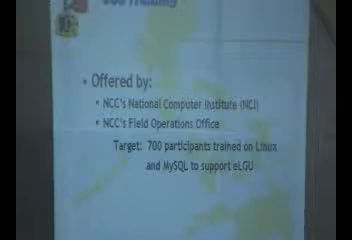 Training
• Offered by:
• NCC's National Computer Institute (NCI)
• NCC's Field Operations Office
Target: 700 participants trained on Linux
and MySQL to support eLGU